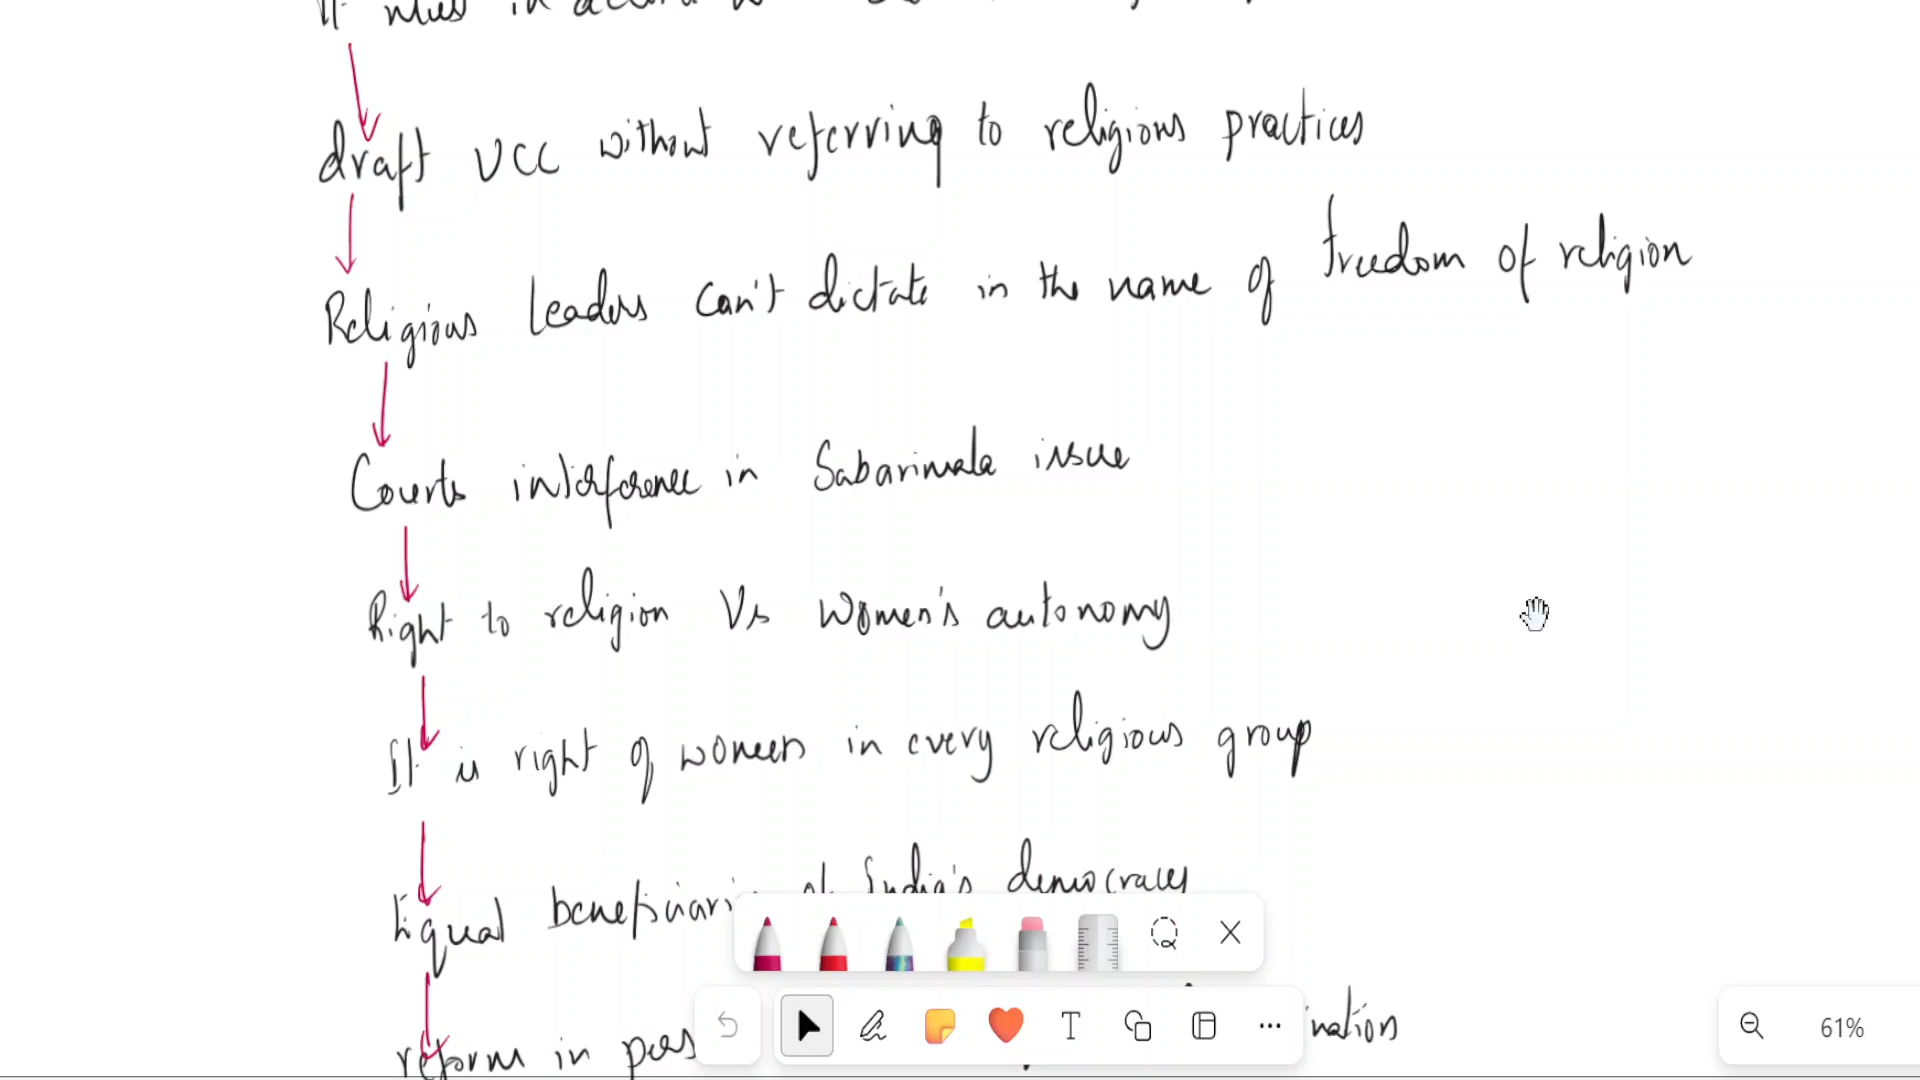 draft UCC without referring to religious practices
Religious leaders can't dictate in the name of freedom of religion
Courts interference in Sabarimala issue
Right to religion Vs Women's autonomy
It is right of women in every religious group
Equal of India's democracy
reform in
61%